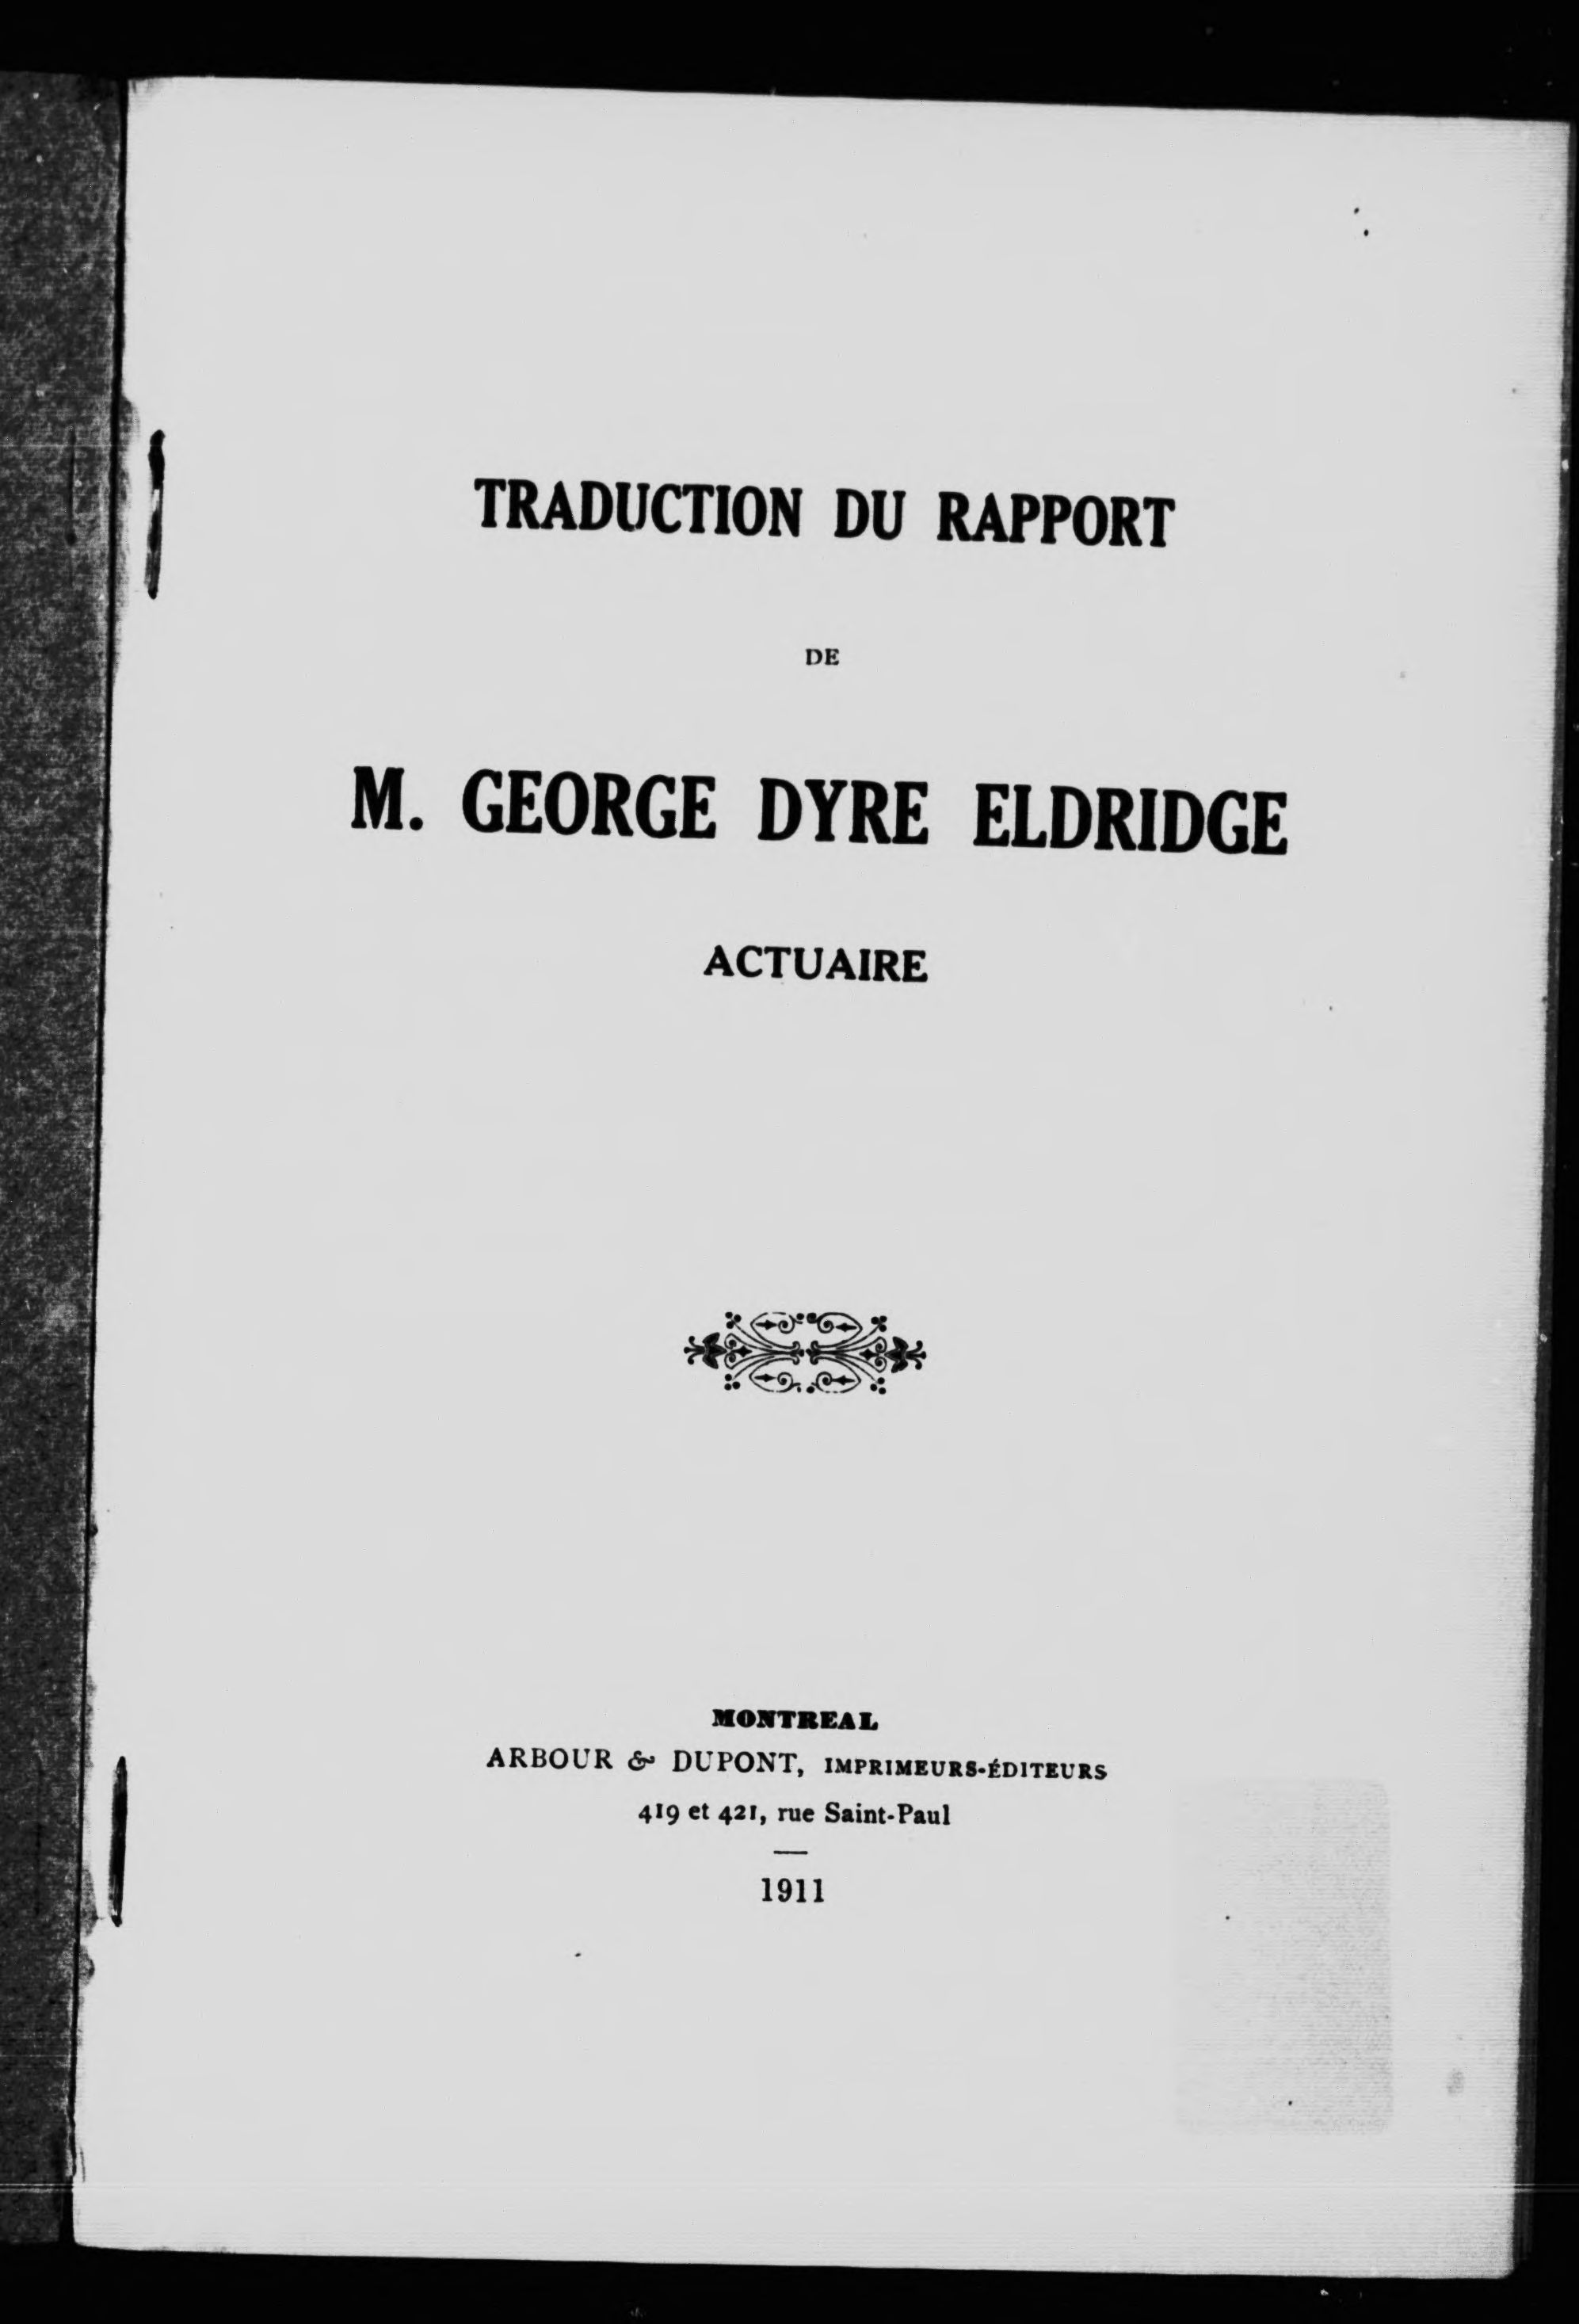 TRADUCTION DU RAPPORT
DE
M. GEORGE DYRE ELDRIDGE
ACTUAIRE
MONTREAL
ARBOUR & DUPONT, IMPRIMEURS-ÉDITEURS
419 et 421, rue Saint-Paul
1911